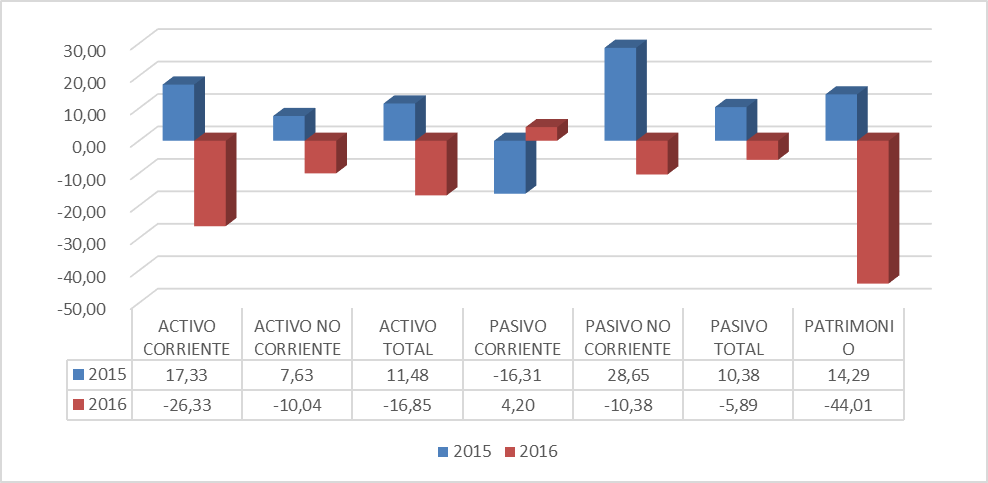 30,00
20,00
10,00
0,00
-10,00
-20,00
-30,00
-40,00
-50,00
ACTIVO CORRIENTE
ACTIVO NO CORRIENTE
ACTIVO TOTAL
PASIVO CORRIENTE
PASIVO NO CORRIENTE
PASIVO TOTAL
PATRIMONI
O
2015 17,33 7,63 11,48 -16,31 28,65 10,38 14,29
2016 -26,33 -10,04 -16,85 4,20 -10,38 -5,89 -44,01
2015 2016